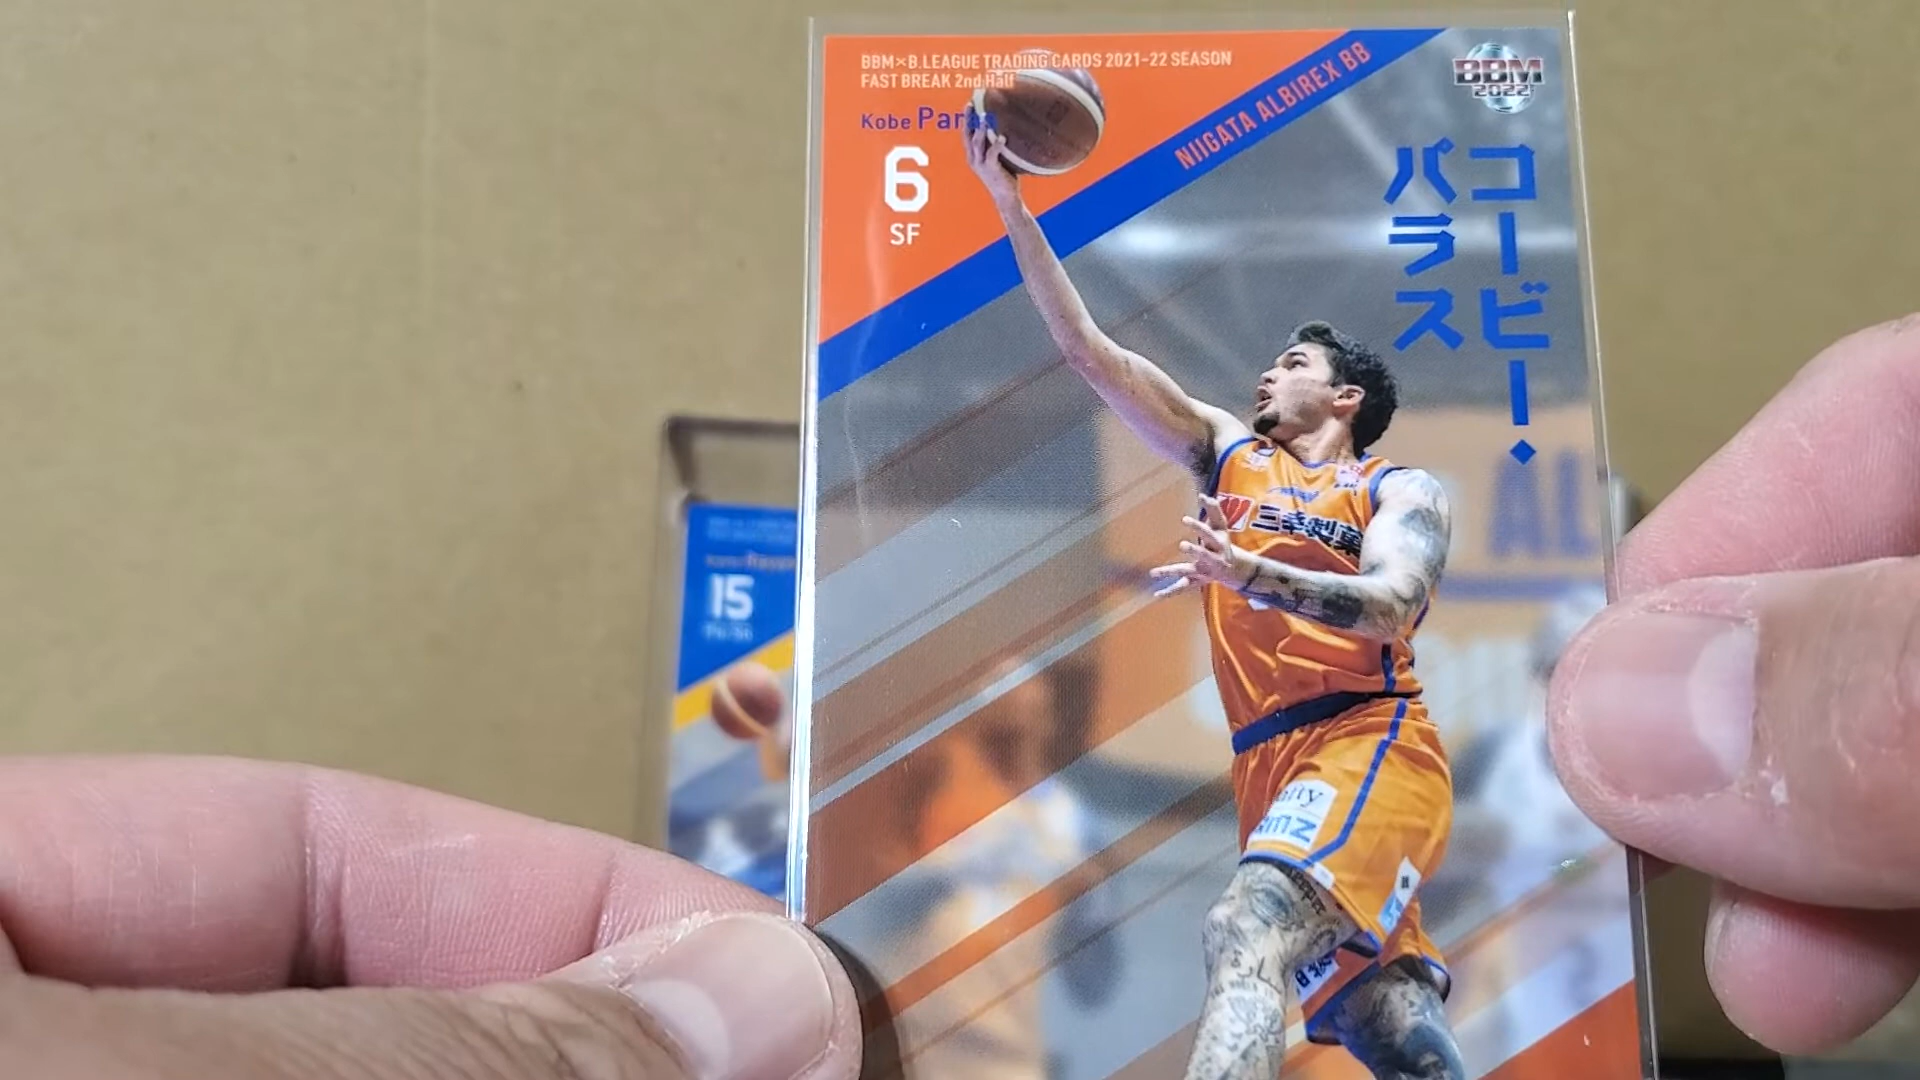 BBM×B.LEAGUE TRADING CARDS 2021-22 SEASON
FAST BREAK 2nd Half
Kobe Paras
6
SF
NIIGATA ALBIREX BB
BBM
2022
コービー・
パラス
三幸製菓
AL
15